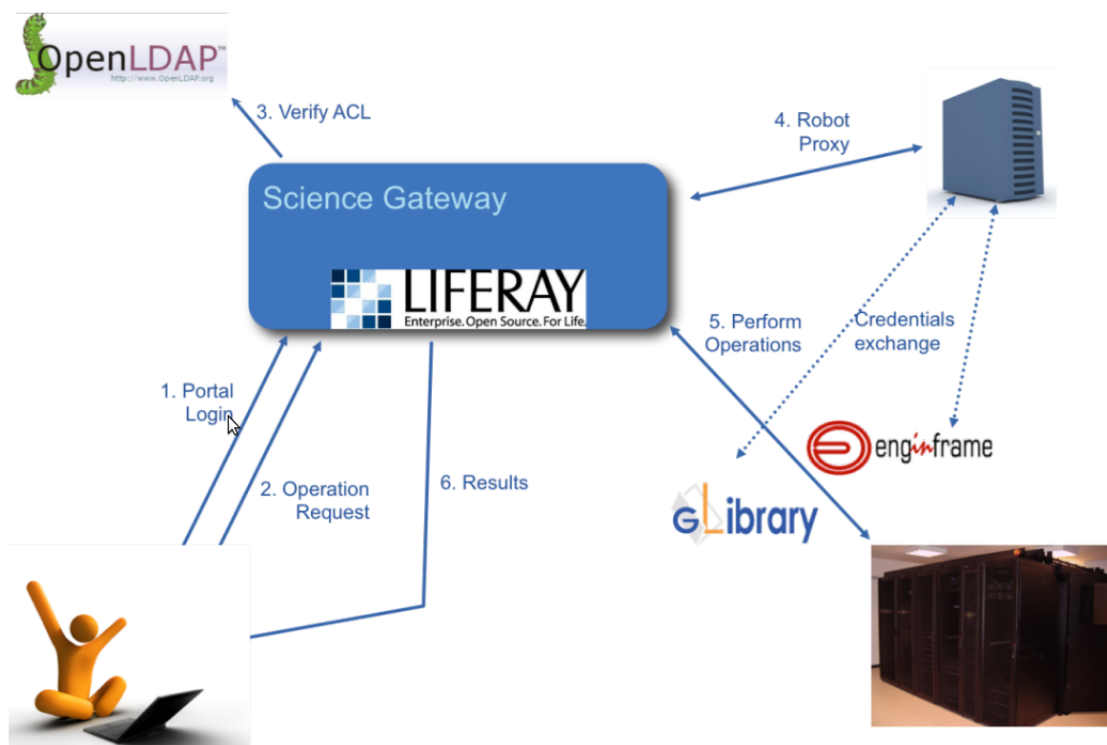 OpenLDAP™
http://www.OpenLDAP.org
3. Verify ACL
4. Robot
Proxy
Science Gateway
LIFERAY
Enterprise. Open Source. For Life.
5. Perform
Operations
Credentials
exchange
1. Portal
Login
enginframe
2. Operation
Request
6. Results
gLibrary